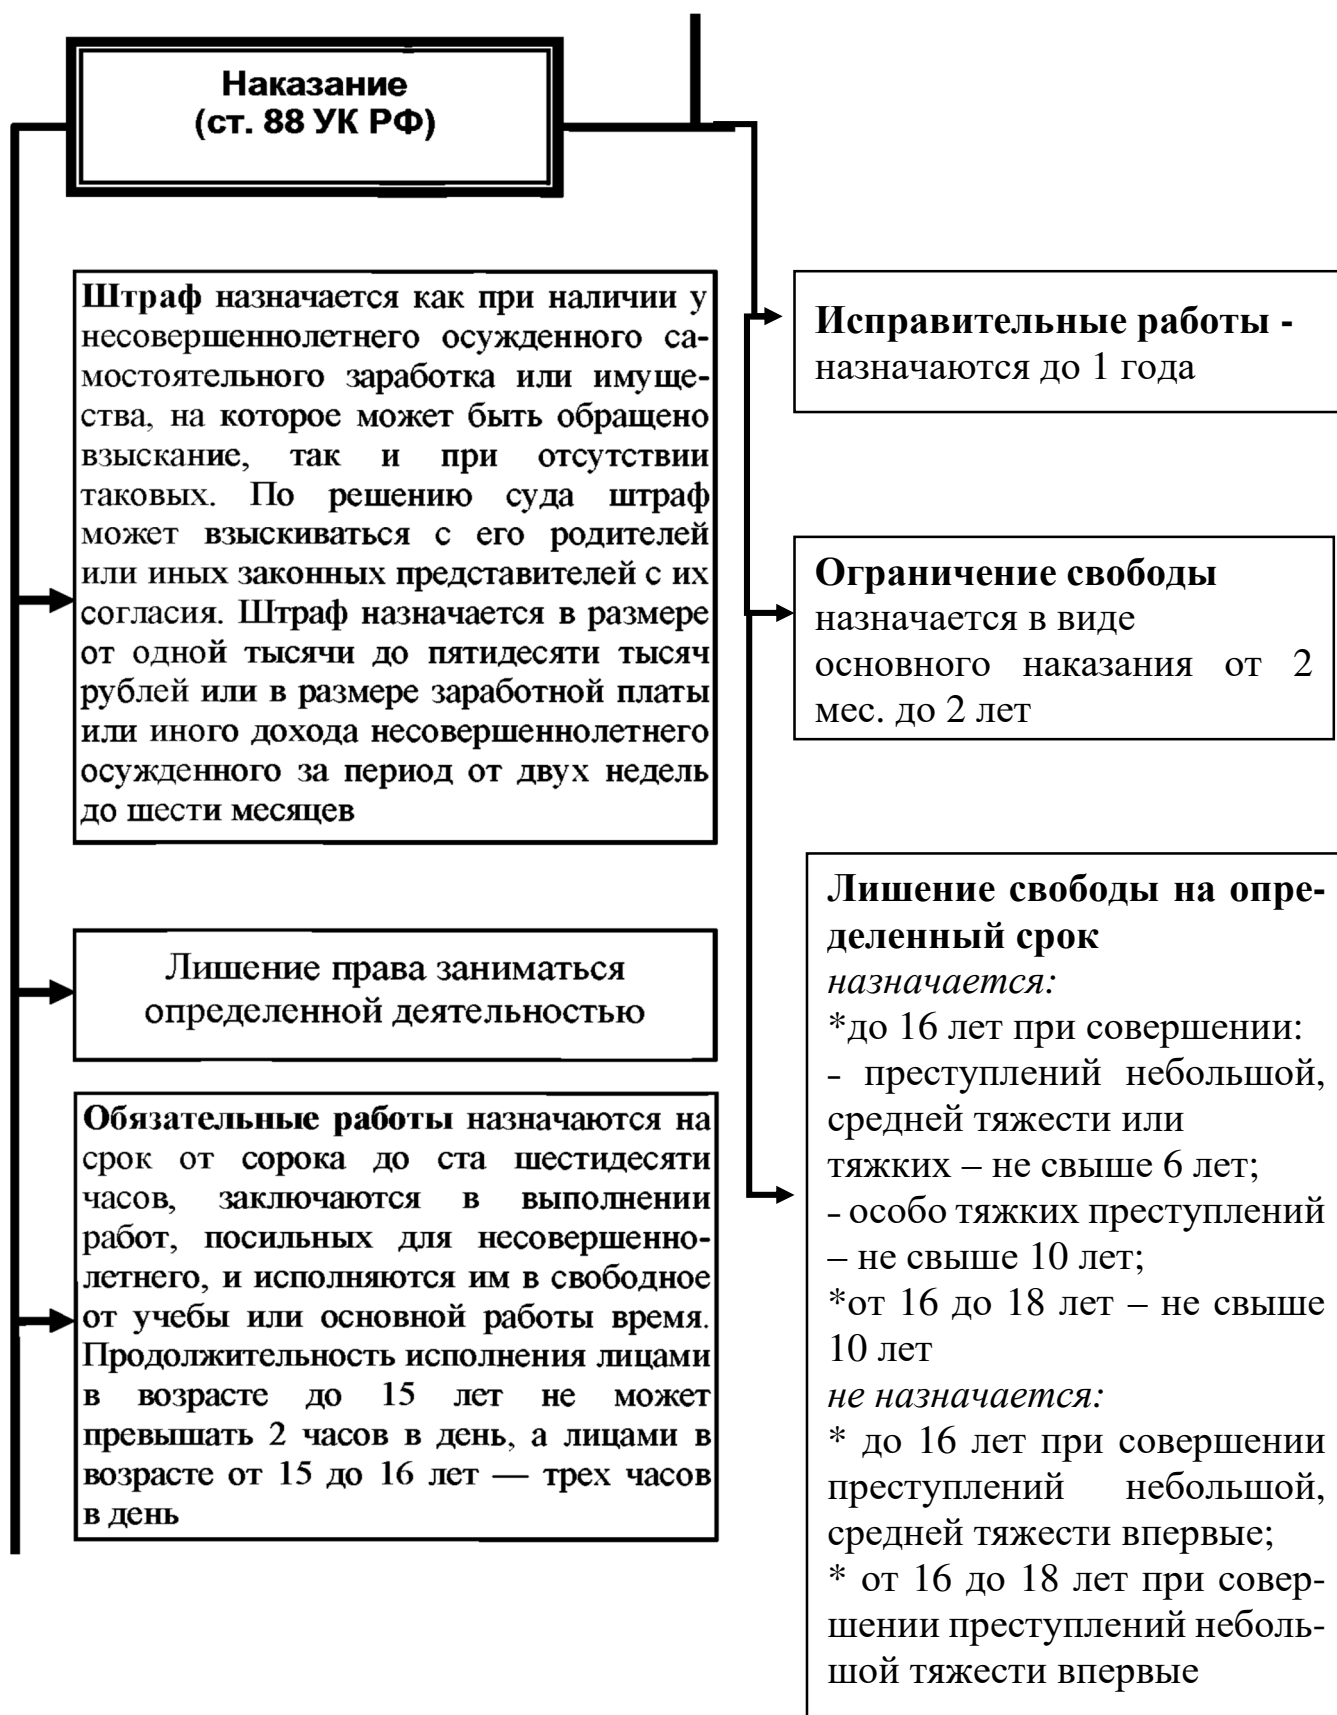 Наказание
(ст. 88 УК РФ)
Штраф назначается как при наличии у
несовершеннолетнего осужденного са-
мостоятельного заработка или имуще-
ства, на которое может быть обращено
взыскание, так и при отсутствии
таковых. По решению суда штраф
может взыскиваться с его родителей
или иных законных представителей с их
согласия. Штраф назначается в размере
от одной тысячи до пятидесяти тысяч
рублей или в размере заработной платы
или иного дохода несовершеннолетнего
осужденного за период от двух недель
до шести месяцев
Лишение права заниматься
определенной деятельностью
Обязательные работы назначаются на
срок от сорока до ста шестидесяти
часов, заключаются в выполнении
работ, посильных для несовершенно-
летнего, и исполняются им в свободное
от учебы или основной работы время.
Продолжительность исполнения лицами
в возрасте до 15 лет не может
превышать 2 часов в день, а лицами в
возрасте от 15 до 16 лет — трех часов
в день
Исправительные работы -
назначаются до 1 года
Ограничение свободы
назначается в виде
основного наказания от 2
мес. до 2 лет
Лишение свободы на опре-
деленный срок
назначается:
*до 16 лет при совершении:
- преступлений небольшой,
средней тяжести или
тяжких – не свыше 6 лет;
- особо тяжких преступлений
– не свыше 10 лет;
*от 16 до 18 лет – не свыше
10 лет
не назначается:
* до 16 лет при совершении
преступлений небольшой,
средней тяжести впервые;
* от 16 до 18 лет при совер-
шении преступлений неболь-
шой тяжести впервые